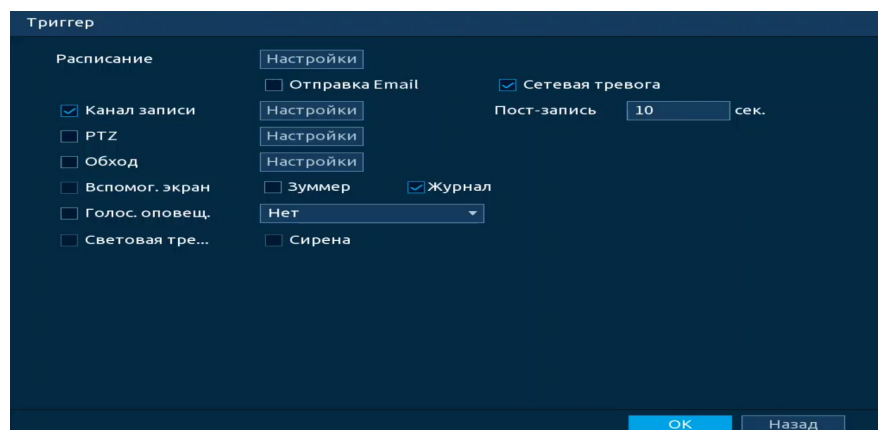 Триггер
Расписание Настройки
Отправка Email Сетевая тревога
Канал записи Настройки Пост-запись 10 сек.
PTZ Настройки
Обход Настройки
Вспомог. экран Зуммер Журнал
Голос. оповещ. Нет
Световая тре... Сирена
OK Назад